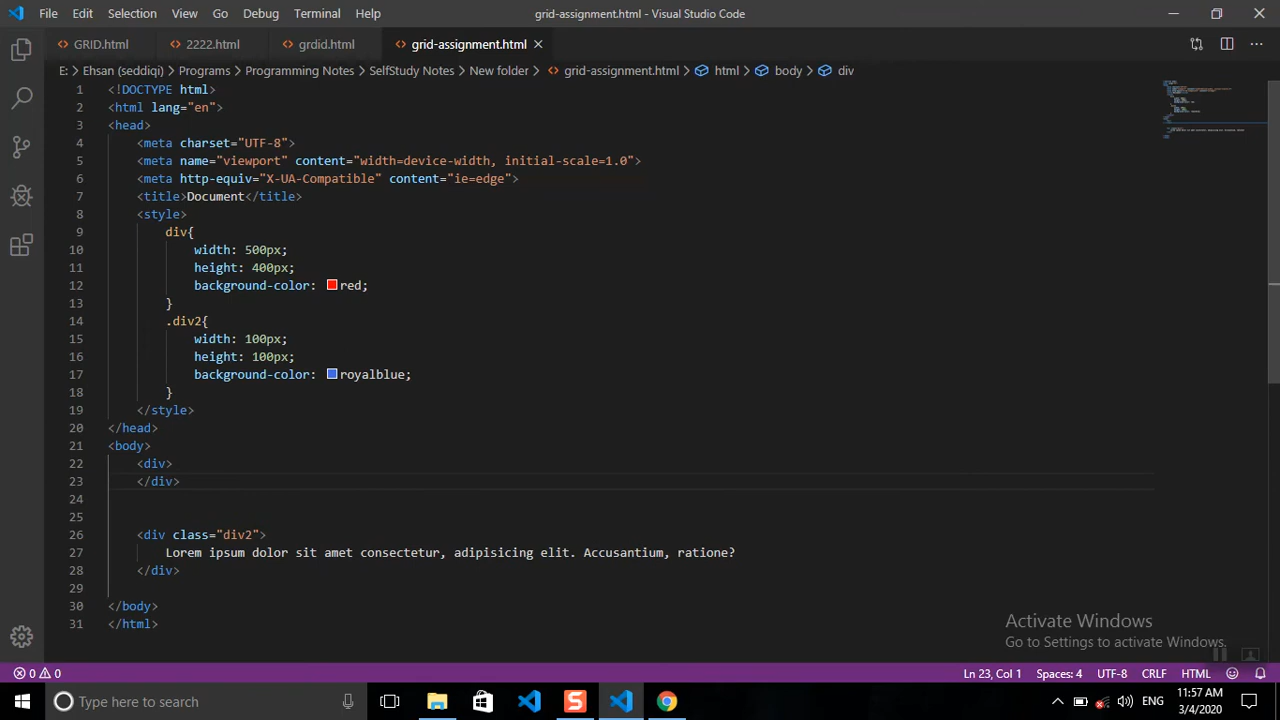 File Edit Selection View Go Debug Terminal Help grid-assignment.html - Visual Studio Code
GRID.html 2222.html grdid.html grid-assignment.html
E: › Ehsan (seddiqi) › Programs › Programming Notes › SelfStudy Notes › New folder › grid-assignment.html › html › body › div
1 <!DOCTYPE html>
2 <html lang="en">
3 <head>
4 <meta charset="UTF-8">
5 <meta name="viewport" content="width=device-width, initial-scale=1.0">
6 <meta http-equiv="X-UA-Compatible" content="ie=edge">
7 <title>Document</title>
8 <style>
9 div{
10 width: 500px;
11 height: 400px;
12 background-color: red;
13 }
14 .div2{
15 width: 100px;
16 height: 100px;
17 background-color: royalblue;
18 }
19 </style>
20 </head>
21 <body>
22 <div>
23 </div>
24
25
26 <div class="div2">
27 Lorem ipsum dolor sit amet consectetur, adipisicing elit. Accusantium, ratione?
28 </div>
29
30 </body>
31 </html>
Activate Windows
Go to Settings to activate Windows.
0 0 Ln 23, Col 1 Spaces: 4 UTF-8 CRLF HTML
Type here to search S ENG 11:57 AM
3/4/2020